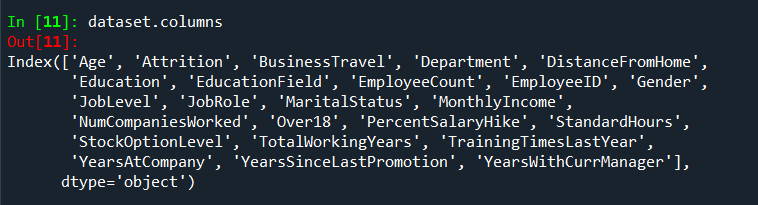 In [11]: dataset.columns
Out[11]:
Index(['Age', 'Attrition', 'BusinessTravel', 'Department', 'DistanceFromHome',
'Education', 'EducationField', 'EmployeeCount', 'EmployeeID', 'Gender',
'JobLevel', 'JobRole', 'MaritalStatus', 'MonthlyIncome',
'NumCompaniesWorked', 'Over18', 'PercentSalaryHike', 'StandardHours',
'StockOptionLevel', 'TotalWorkingYears', 'TrainingTimesLastYear',
'YearsAtCompany', 'YearsSinceLastPromotion', 'YearsWithCurrManager'],
dtype='object')